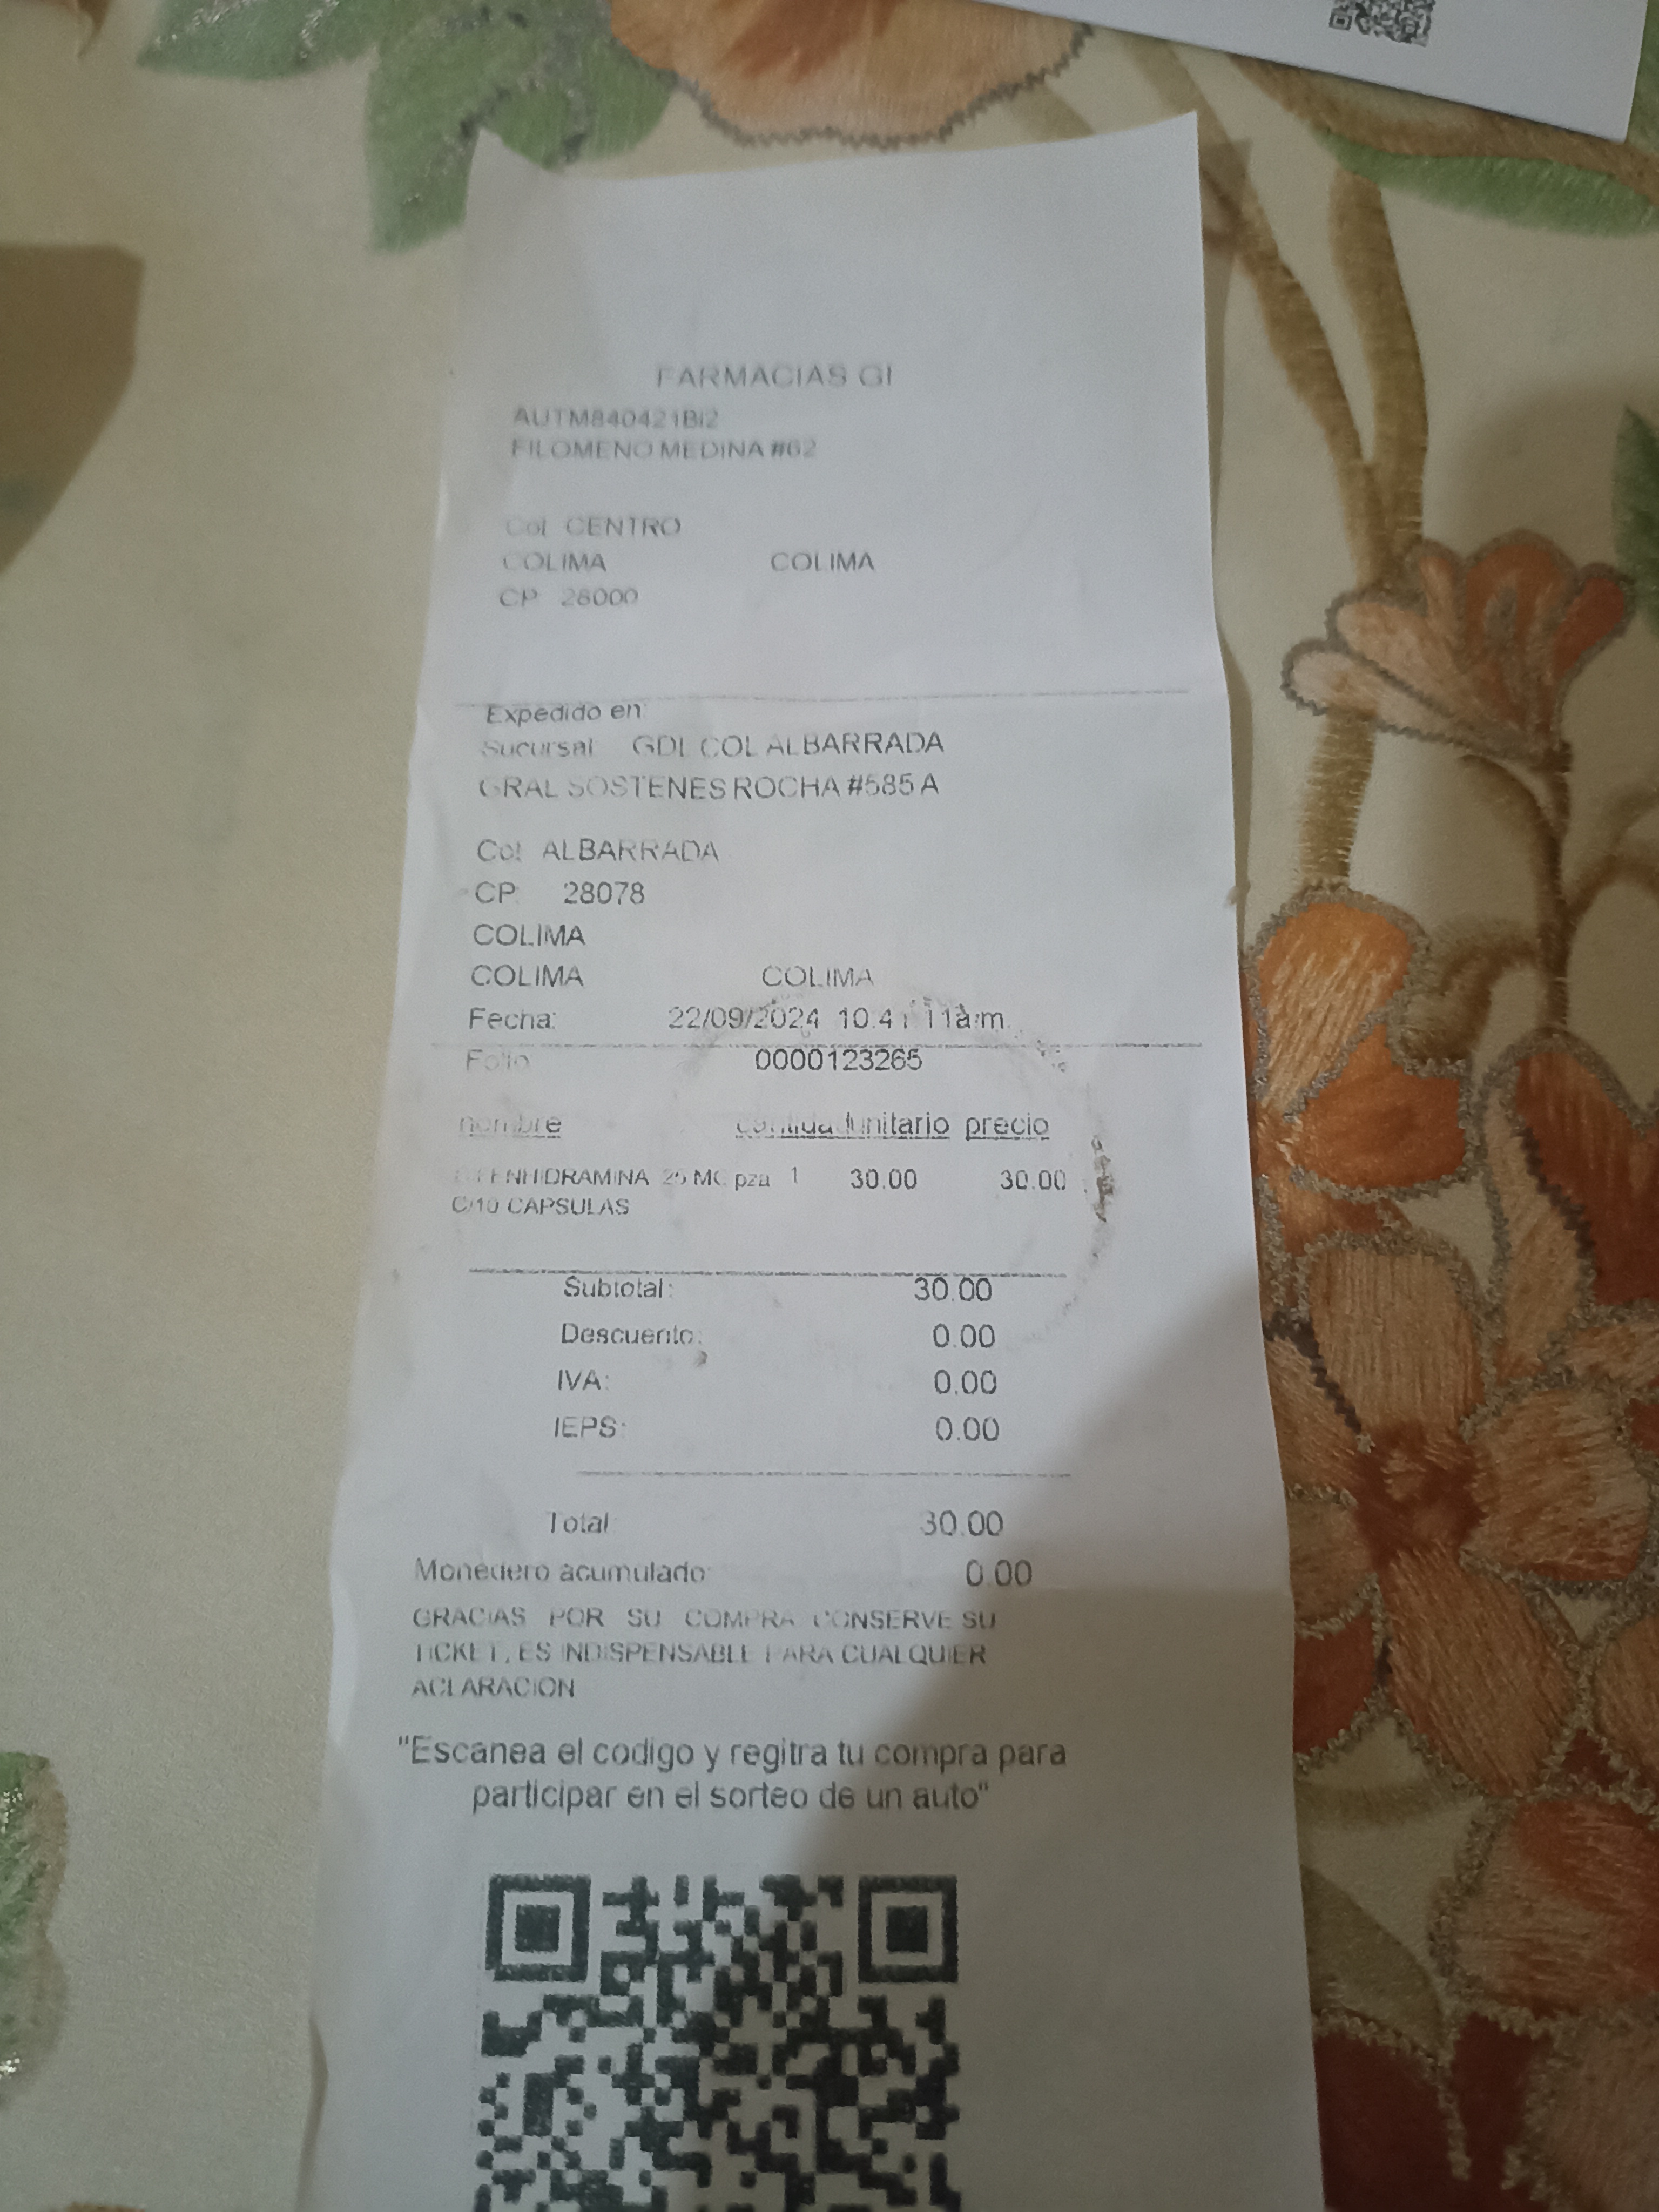 FARMACIAS GI
AUTM840421BI2
FILOMENO MEDINA #62
Col CENTRO
COLIMA COLIMA
CP 28000
Expedido en:
Sucursal: GDL COL ALBARRADA
GRAL SOSTENES ROCHA #585 A
Col ALBARRADA
CP: 28078
COLIMA
COLIMA COLIMA
Fecha: 22/09/2024 a.m.
Folio 0000123265
nombre cantidad unitario precio
25 MG pza 1 30.00 30.00
C/10 CAPSULAS
Subtotal: 30.00
Descuento: 0.00
IVA: 0.00
IEPS: 0.00
Total 30.00
Monedero acumulado: 0.00
GRACIAS POR SU COMPRA CONSERVE SU
TICKET, ES INDISPENSABLE PARA CUALQUIER
ACLARACION
"Escanea el codigo y regitra tu compra para
participar en el sorteo de un auto"